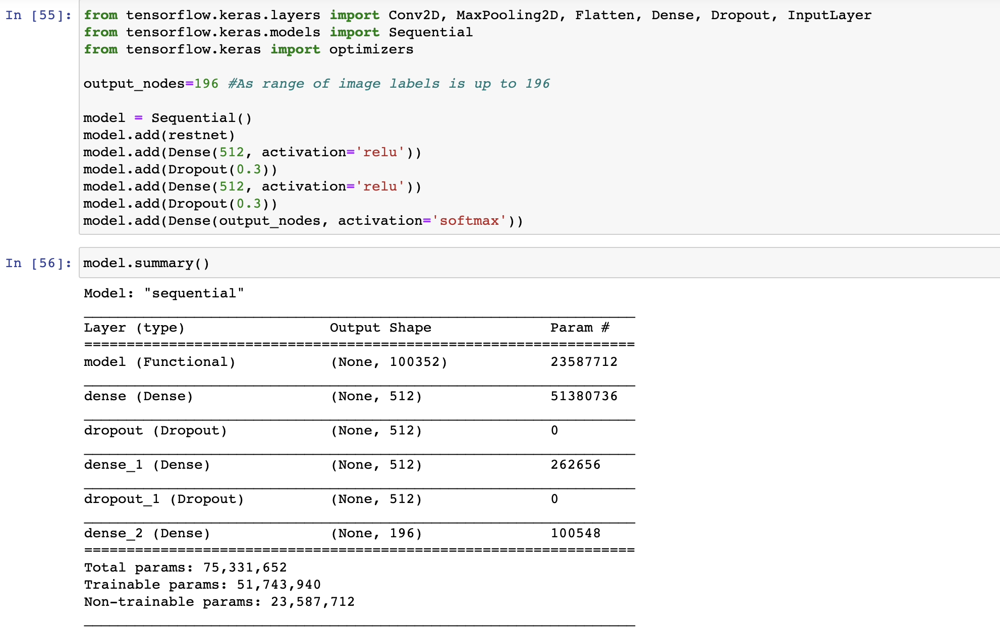 In [55]: from tensorflow.keras.layers import Conv2D, MaxPooling2D, Flatten, Dense, Dropout, InputLayer
from tensorflow.keras.models import Sequential
from tensorflow.keras import optimizers
output_nodes=196 #As range of image labels is up to 196
model = Sequential()
model.add(restnet)
model.add(Dense(512, activation='relu'))
model.add(Dropout(0.3))
model.add(Dense(512, activation='relu'))
model.add(Dropout(0.3))
model.add(Dense(output_nodes, activation='softmax'))
In [56]: model.summary()
Model: "sequential"
_________________________________________________________________
Layer (type) Output Shape Param #
=================================================================
model (Functional) (None, 100352) 23587712
_________________________________________________________________
dense (Dense) (None, 512) 51380736
_________________________________________________________________
dropout (Dropout) (None, 512) 0
_________________________________________________________________
dense_1 (Dense) (None, 512) 262656
_________________________________________________________________
dropout_1 (Dropout) (None, 512) 0
_________________________________________________________________
dense_2 (Dense) (None, 196) 100548
=================================================================
Total params: 75,331,652
Trainable params: 51,743,940
Non-trainable params: 23,587,712
_________________________________________________________________